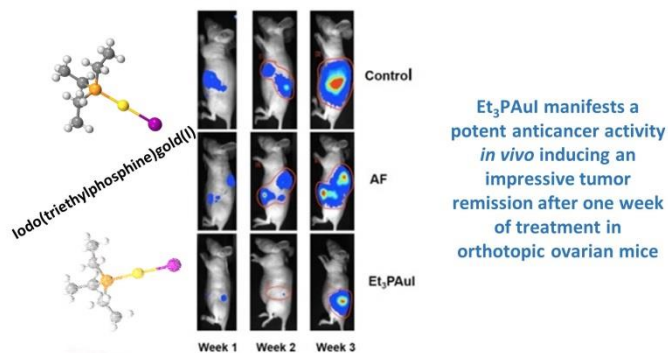 Iodo(triethylphosphine)gold(I)
Control
AF
Et₃PAuI
Week 1 Week 2 Week 3
Et₃PAuI manifests a
potent anticancer activity
in vivo inducing an
impressive tumor
remission after one week
of treatment in
orthotopic ovarian mice